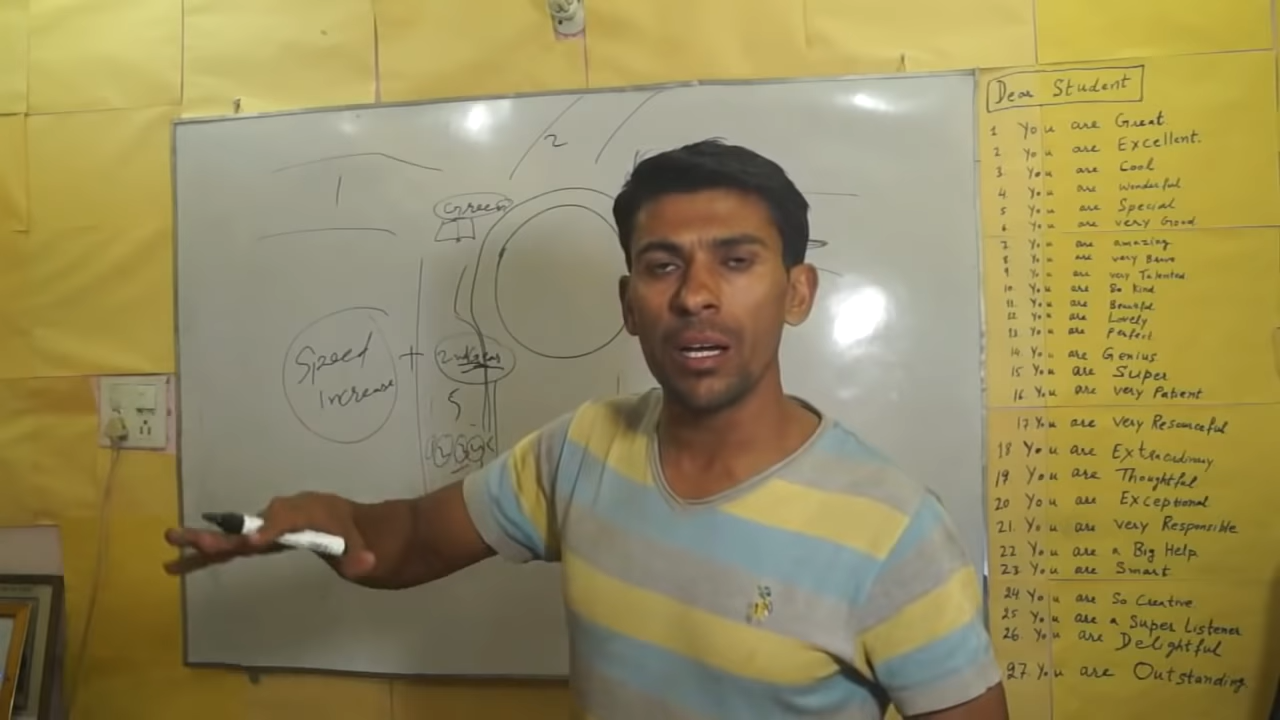 2
1
Green
Speed
Increase
+
2nd
5
Dear Student
1 You are Great
2 You are Excellent.
3. You are Cool
4. You are Wonderful
5 You are Special
6. You are very Good
7. You are amazing
8. You are very Brave
9 You are very Talented.
10. You are So Kind
11. You are Beautiful
12. You are Lovely
13 You are Perfect
14. You are Genius.
15. You are Super
16. You are very Patient
17. You are very Resourceful
18 You are Extraordinary
19. You are Thoughtful
20 You are Exceptional
21. You are very Responsible
22 You are a Big Help
23. You are Smart
24. You are So Creative
25 You are a Super Listener
26. You are Delightful
27. You are Outstanding